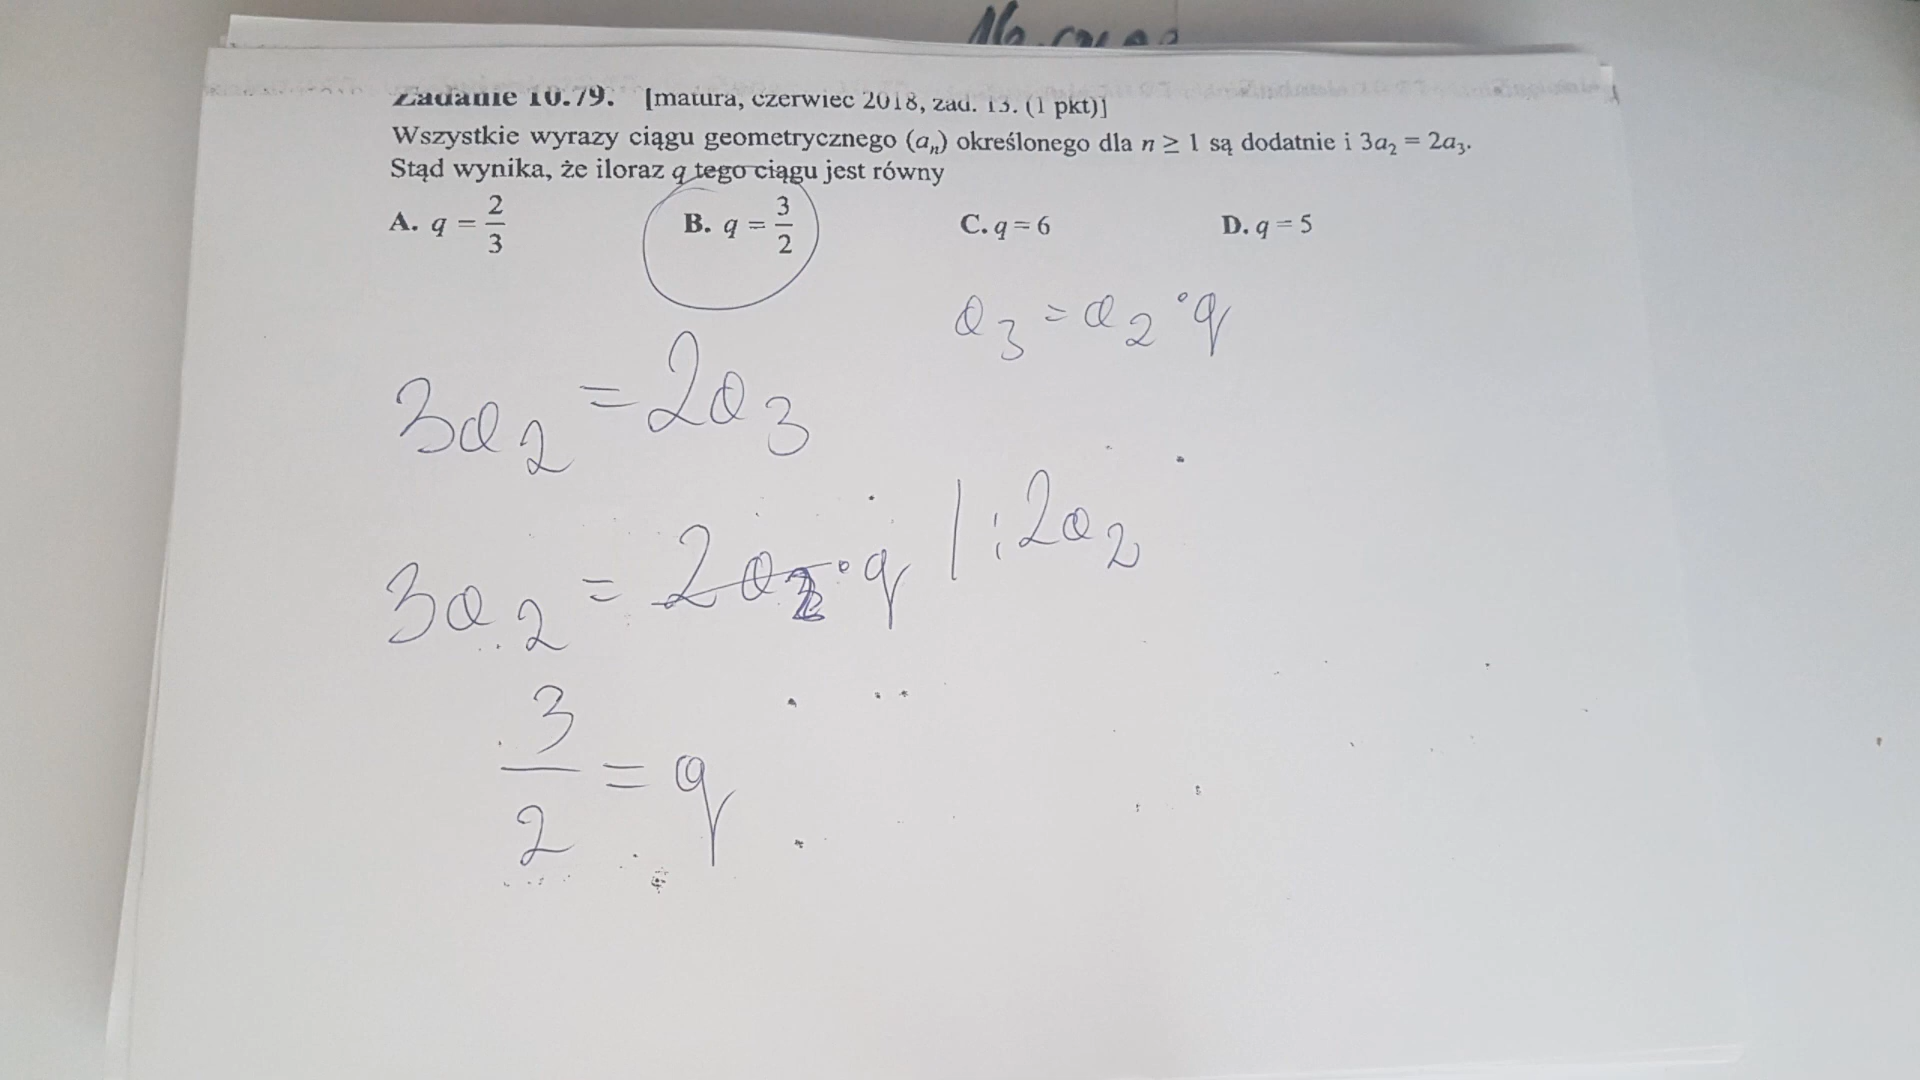 Zadanie 10.79. [matura, czerwiec 2018, zad. 13. (1 pkt)]
Wszystkie wyrazy ciągu geometrycznego (aₙ) określonego dla n ≥ 1 są dodatnie i 3a₂ = 2a₃.
Stąd wynika, że iloraz q tego ciągu jest równy
A. q = 2/3 B. q = 3/2 C. q = 6 D. q = 5
a₃ = a₂ · q
3a₂ = 2a₃
3a₂ = 2a₂ · q | : 2a₂
3/2 = q